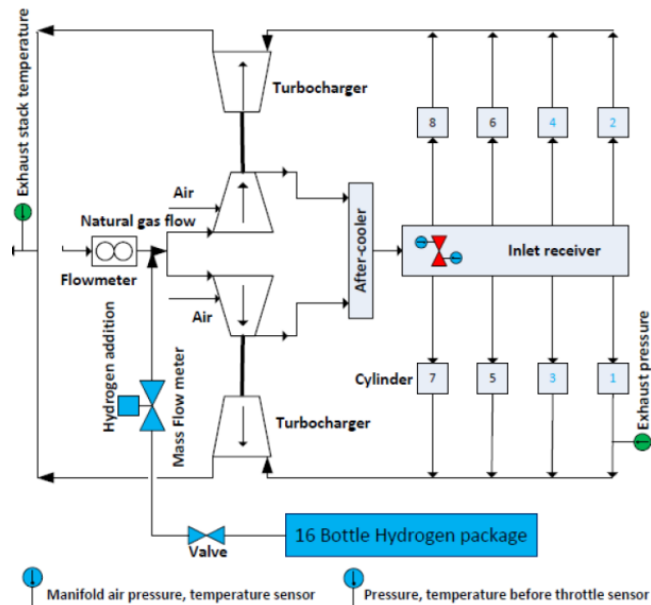 Turbocharger
8
6
4
2
Exhaust stack temperature
Air
Natural gas flow
Flowmeter
After-cooler
Inlet receiver
Air
Hydrogen addition
Mass Flow meter
Cylinder
7
5
3
1
Exhaust pressure
Turbocharger
16 Bottle Hydrogen package
Valve
Manifold air pressure, temperature sensor
Pressure, temperature before throttle sensor